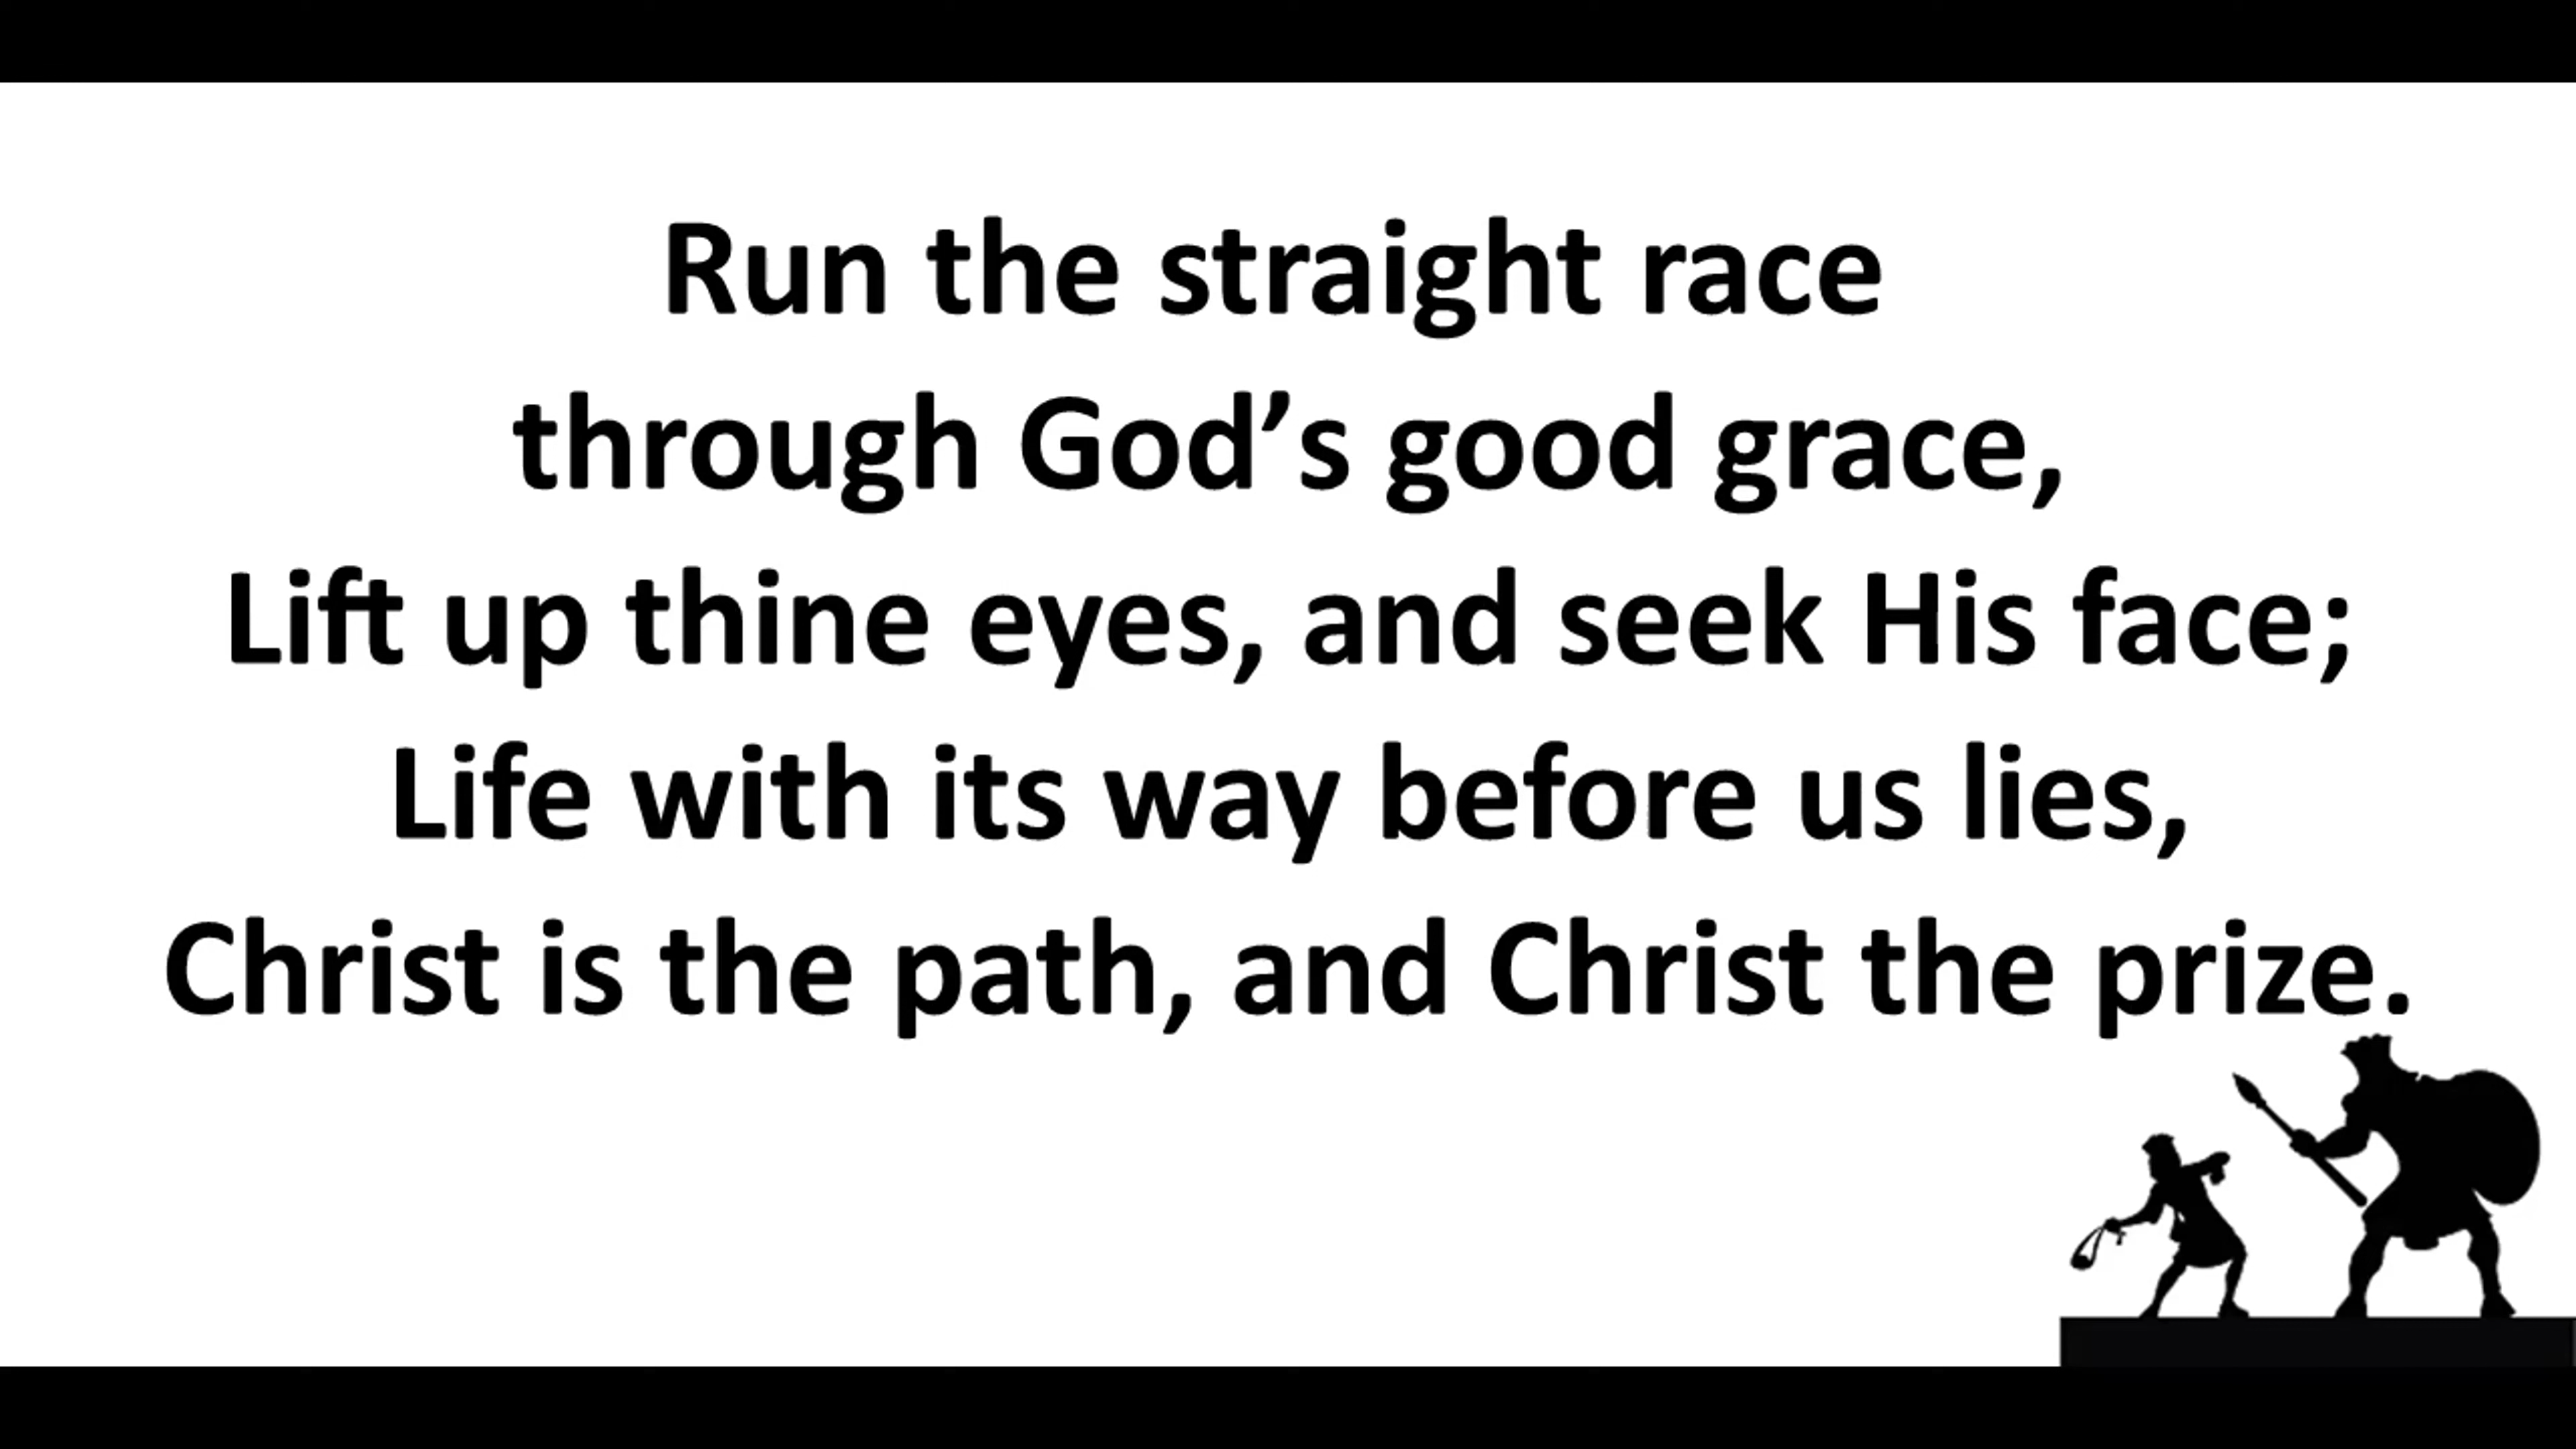 Run the straight race
through God’s good grace,
Lift up thine eyes, and seek His face;
Life with its way before us lies,
Christ is the path, and Christ the prize.